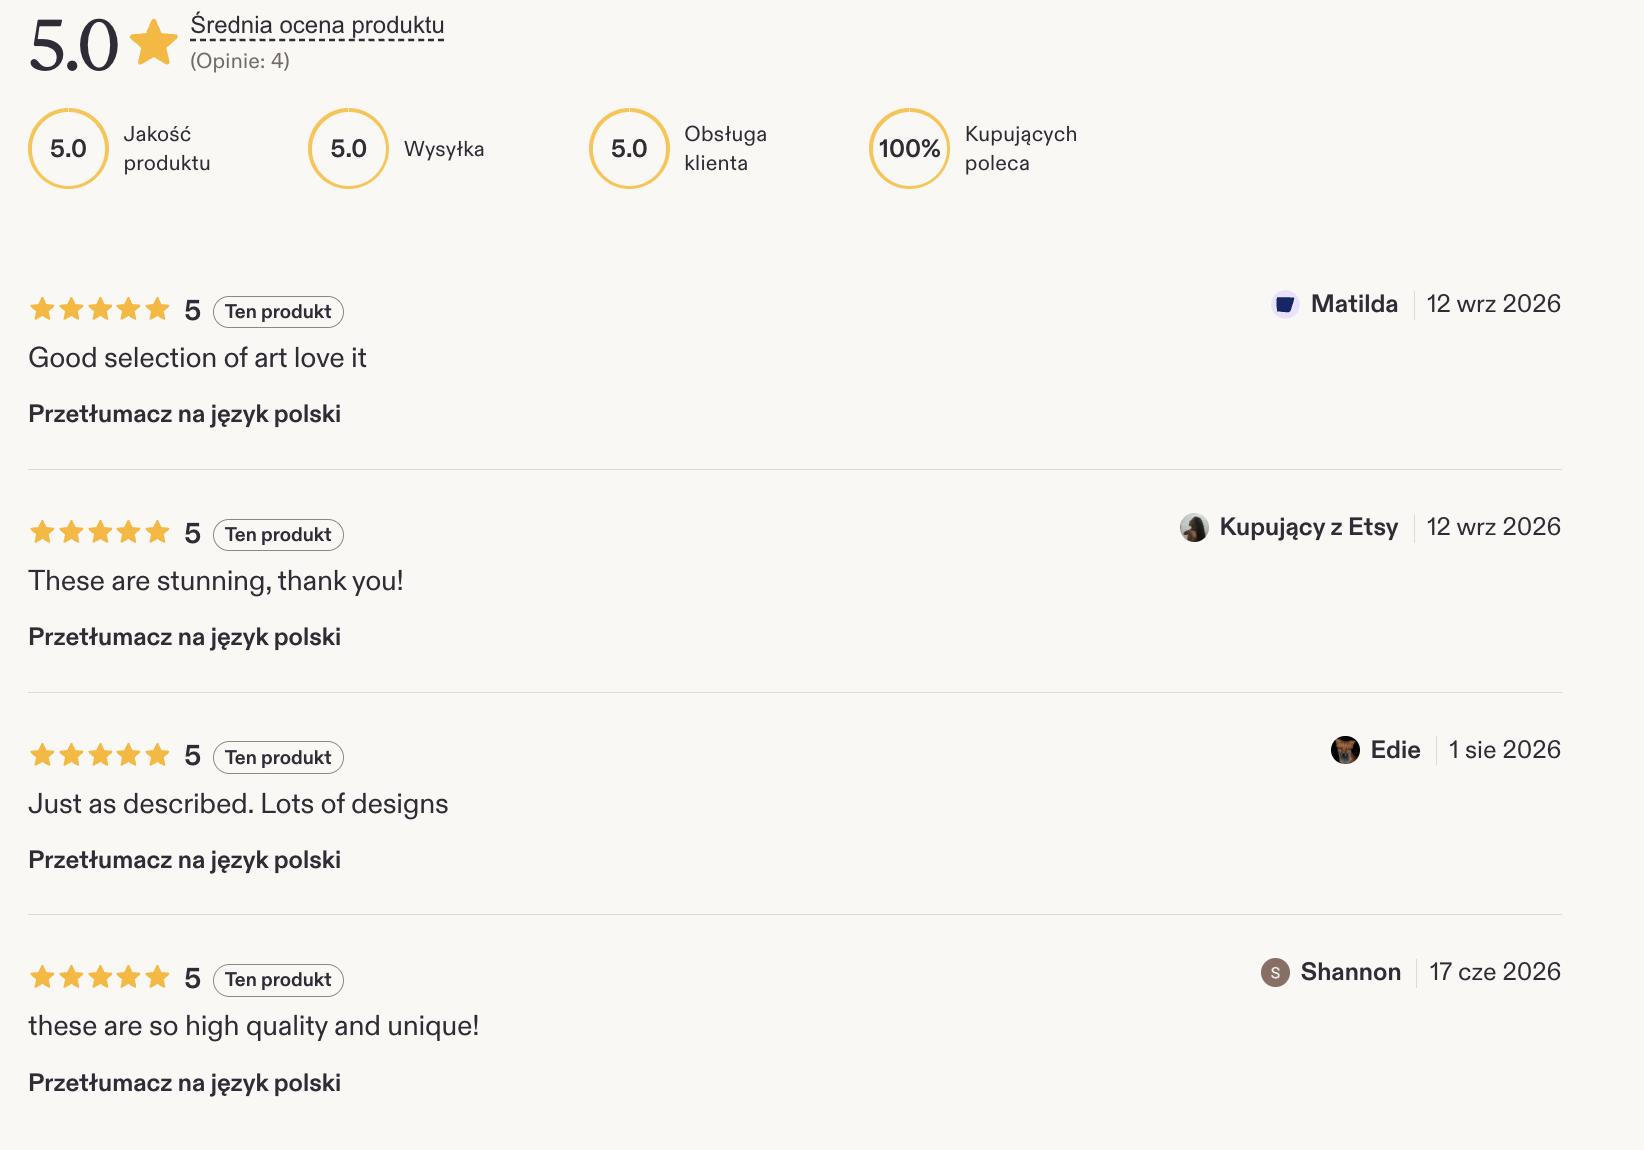 5.0
Średnia ocena produktu
(Opinie: 4)
5.0
Jakość
produktu
5.0
Wysyłka
5.0
Obsługa
klienta
100%
Kupujących
poleca
5 Ten produkt
Matilda 12 wrz 2026
Good selection of art love it
Przetłumacz na język polski
5 Ten produkt
Kupujący z Etsy 12 wrz 2026
These are stunning, thank you!
Przetłumacz na język polski
5 Ten produkt
Edie 1 sie 2026
Just as described. Lots of designs
Przetłumacz na język polski
5 Ten produkt
S Shannon 17 cze 2026
these are so high quality and unique!
Przetłumacz na język polski